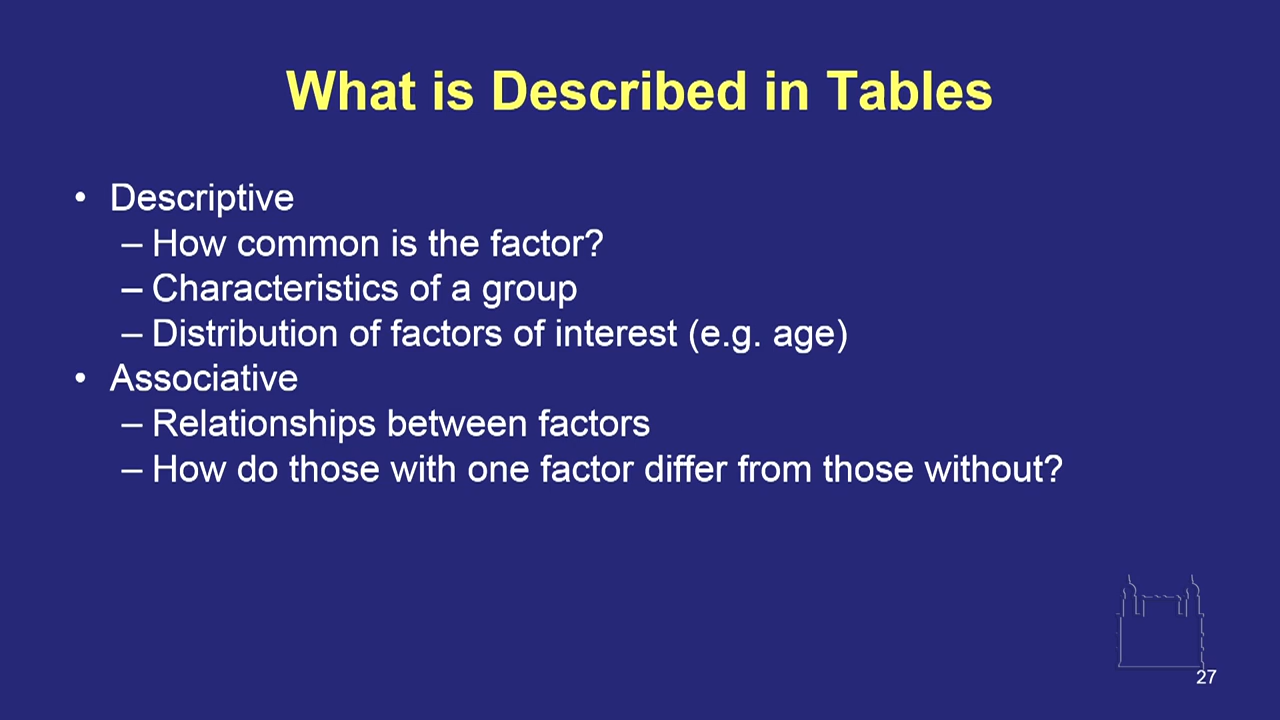 What is Described in Tables
• Descriptive
– How common is the factor?
– Characteristics of a group
– Distribution of factors of interest (e.g. age)
• Associative
– Relationships between factors
– How do those with one factor differ from those without?
27